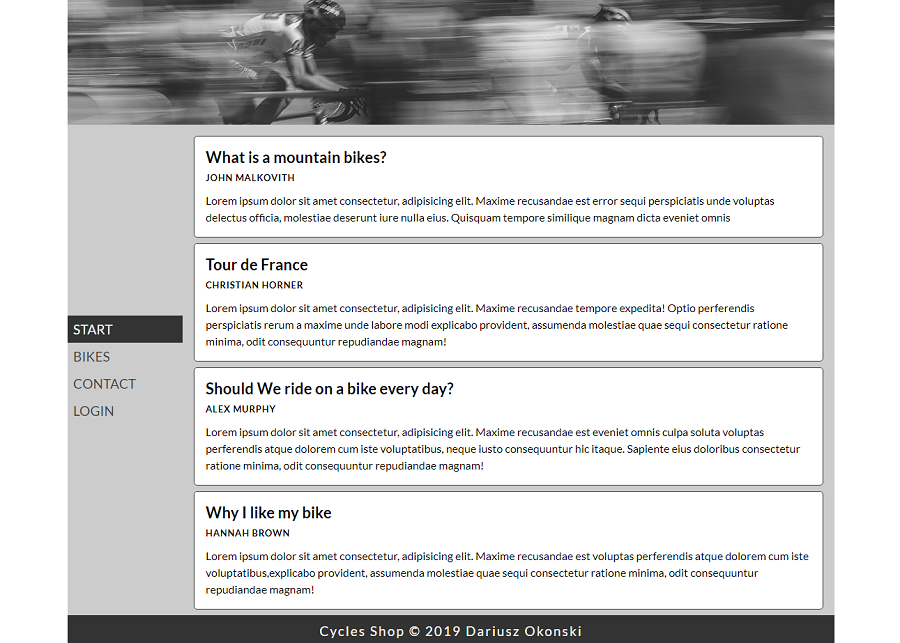 What is a mountain bikes?
JOHN MALKOVITH
Lorem ipsum dolor sit amet consectetur, adipisicing elit. Maxime recusandae est error sequi perspiciatis unde voluptas
delectus officia, molestiae deserunt iure nulla eius. Quisquam tempore similique magnam dicta eveniet omnis
Tour de France
CHRISTIAN HORNER
Lorem ipsum dolor sit amet consectetur, adipisicing elit. Maxime recusandae tempore expedita! Optio perferendis
perspiciatis rerum a maxime unde labore modi explicabo provident, assumenda molestiae quae sequi consectetur ratione
minima, odit consequuntur repudiandae magnam!
START
BIKES
CONTACT
LOGIN
Should We ride on a bike every day?
ALEX MURPHY
Lorem ipsum dolor sit amet consectetur, adipisicing elit. Maxime recusandae est eveniet omnis culpa soluta voluptas
perferendis atque dolorem cum iste voluptatibus, neque iusto consequuntur hic itaque. Sapiente eius doloribus consectetur
ratione minima, odit consequuntur repudiandae magnam!
Why I like my bike
HANNAH BROWN
Lorem ipsum dolor sit amet consectetur, adipisicing elit. Maxime recusandae est voluptas perferendis atque dolorem cum iste
voluptatibus,explicabo provident, assumenda molestiae quae sequi consectetur ratione minima, odit consequuntur
repudiandae magnam!
Cycles Shop © 2019 Dariusz Okonski